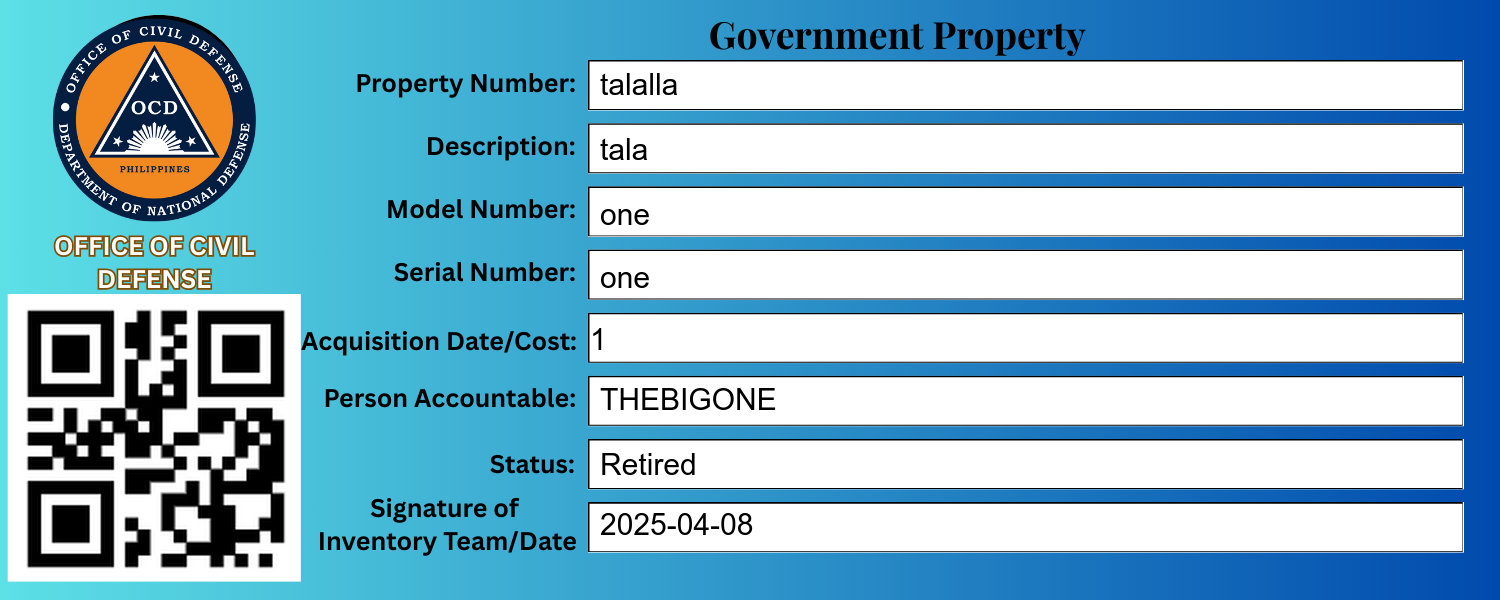 OFFICE OF CIVIL DEFENSE
OCD
PHILIPPINES
DEPARTMENT OF NATIONAL DEFENSE
OFFICE OF CIVIL
DEFENSE
Government Property
Property Number: talalla
Description: tala
Model Number: one
Serial Number: one
Acquisition Date/Cost: 1
Person Accountable: THEBIGONE
Status: Retired
Signature of
Inventory Team/Date 2025-04-08